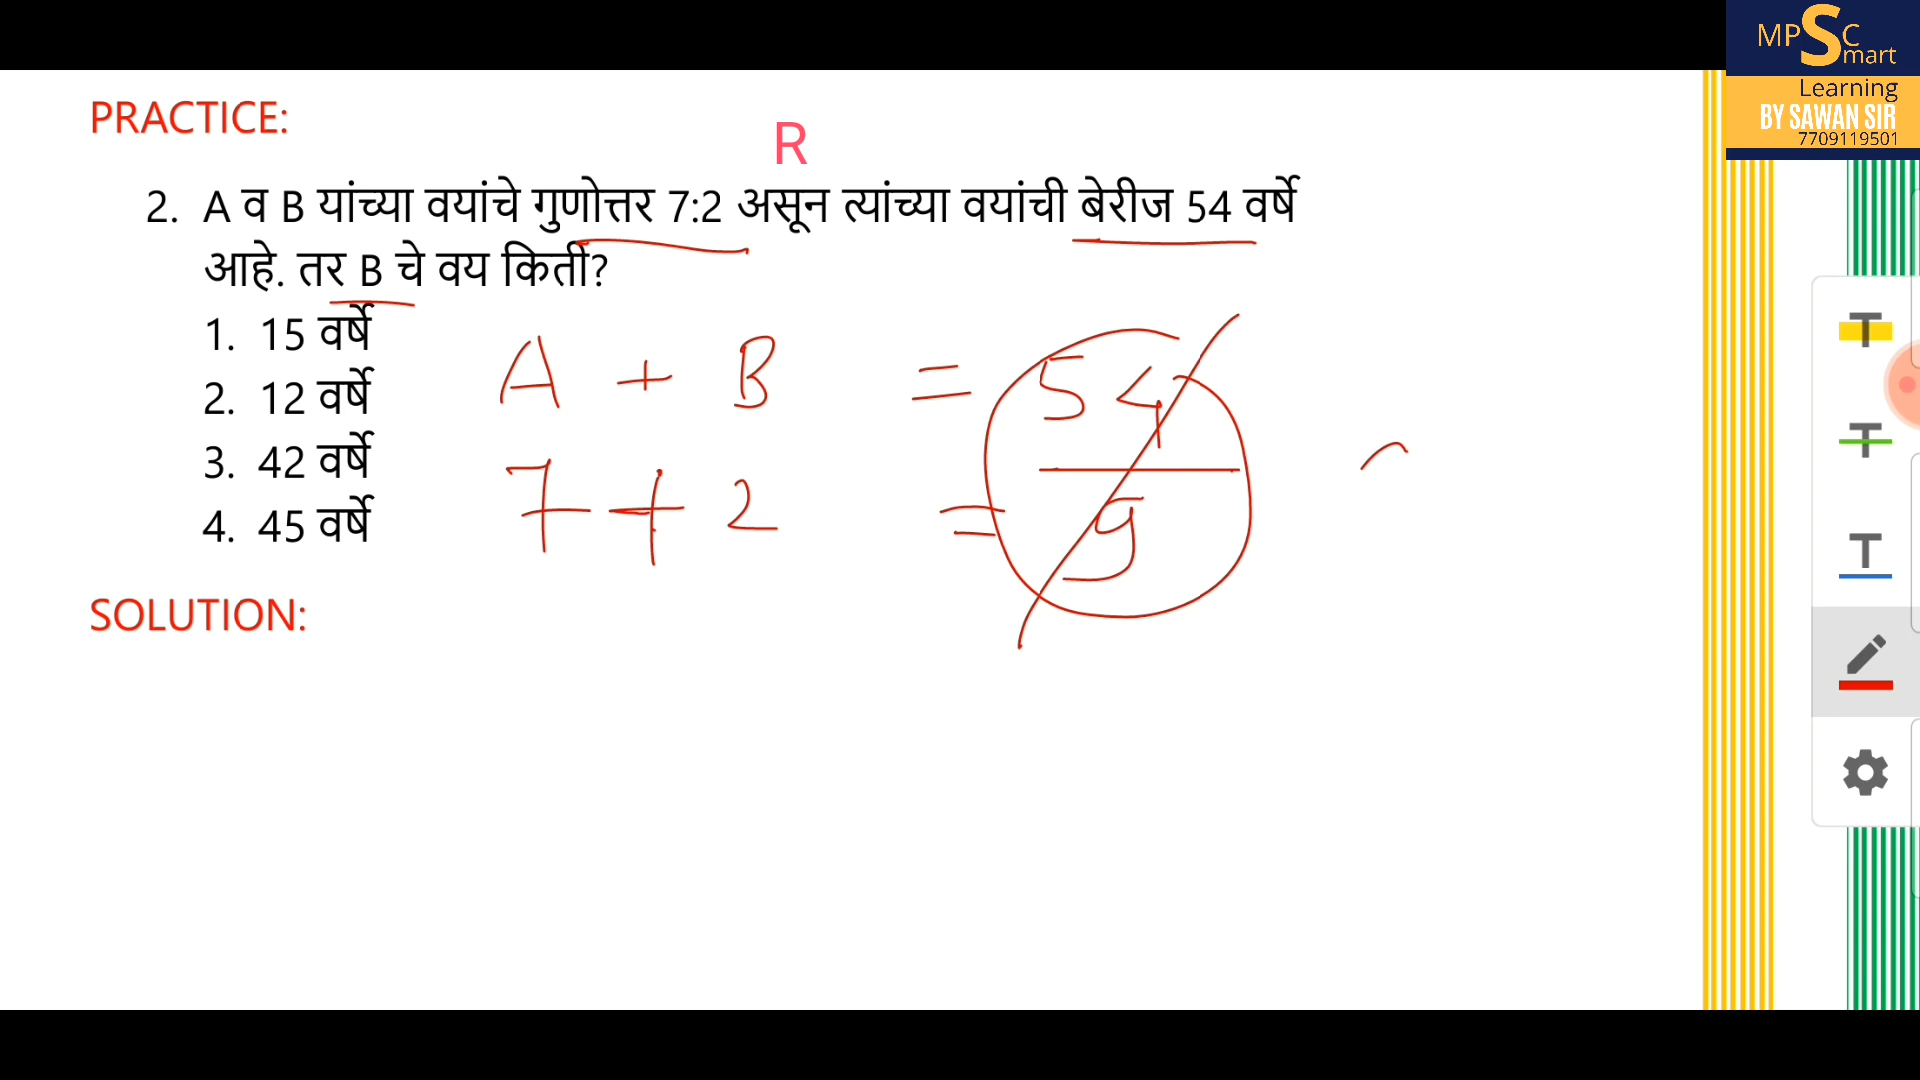 MPSC
Smart
Learning
BY SAWAN SIR
7709119501
PRACTICE:
R
2. A व B यांच्या वयांचे गुणोत्तर 7:2 असून त्यांच्या वयांची बेरीज 54 वर्षे
आहे. तर B चे वय किती?
1. 15 वर्षे
2. 12 वर्षे
3. 42 वर्षे
4. 45 वर्षे
A + B = 54
7 + 2 = 9
SOLUTION: